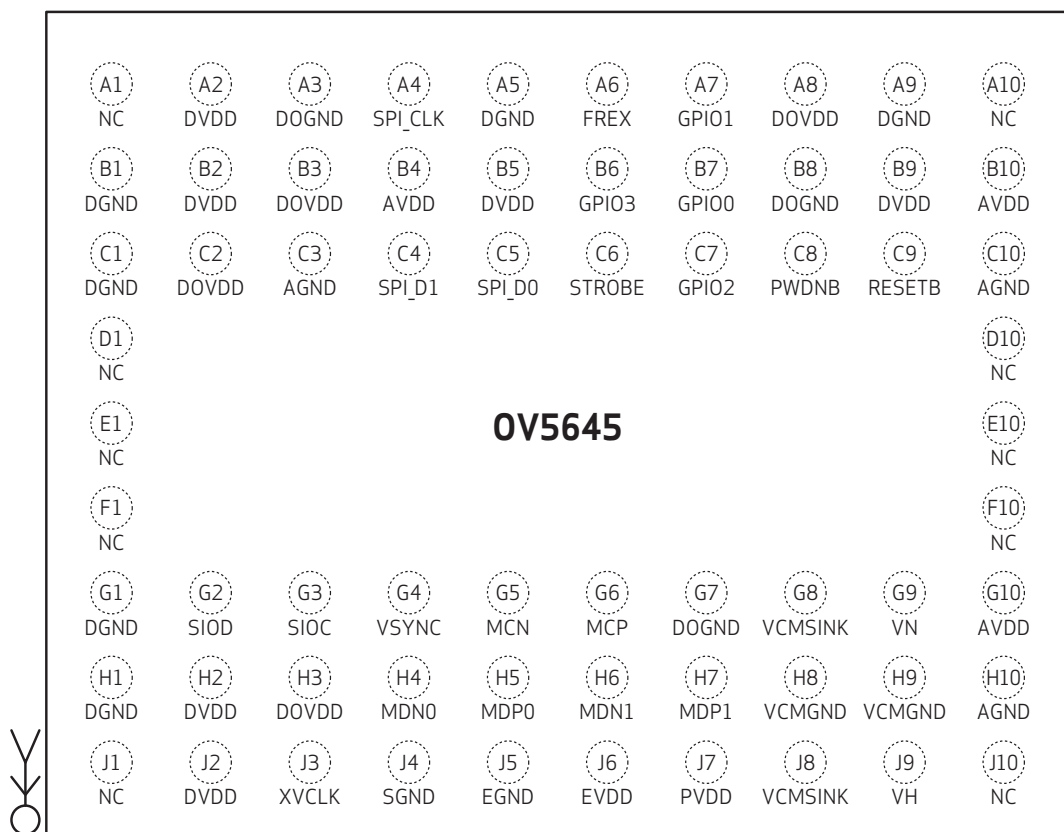 A1 A2 A3 A4 A5 A6 A7 A8 A9 A10
NC DVDD DOGND SPI_CLK DGND FREX GPIO1 DOVDD DGND NC
B1 B2 B3 B4 B5 B6 B7 B8 B9 B10
DGND DVDD DOVDD AVDD DVDD GPIO3 GPIO0 DOGND DVDD AVDD
C1 C2 C3 C4 C5 C6 C7 C8 C9 C10
DGND DOVDD AGND SPI_D1 SPI_D0 STROBE GPIO2 PWDNB RESETB AGND
D1 D10
NC NC
E1 OV5645 E10
NC NC
F1 F10
NC NC
G1 G2 G3 G4 G5 G6 G7 G8 G9 G10
DGND SIOD SIOC VSYNC MCN MCP DOGND VCMSINK VN AVDD
H1 H2 H3 H4 H5 H6 H7 H8 H9 H10
DGND DVDD DOVDD MDN0 MDP0 MDN1 MDP1 VCMGND VCMGND AGND
J1 J2 J3 J4 J5 J6 J7 J8 J9 J10
NC DVDD XVCLK SGND EGND EVDD PVDD VCMSINK VH NC